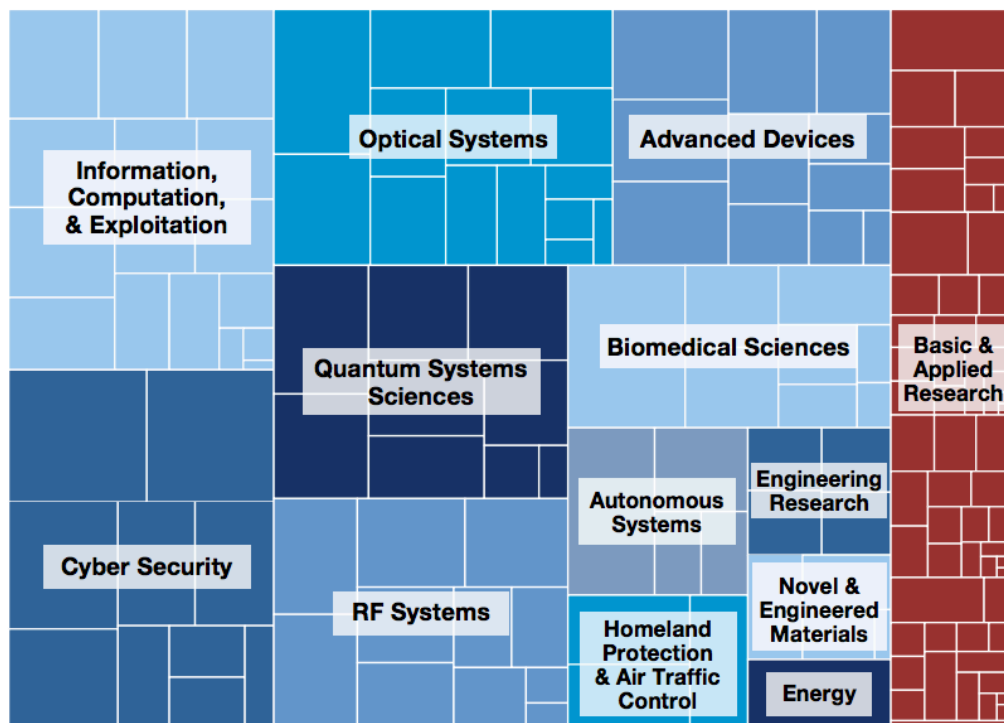 Information,
Computation,
& Exploitation
Optical Systems
Advanced Devices
Quantum Systems
Sciences
Biomedical Sciences
Basic &
Applied
Research
Cyber Security
RF Systems
Autonomous
Systems
Engineering
Research
Homeland
Protection
& Air Traffic
Control
Novel &
Engineered
Materials
Energy